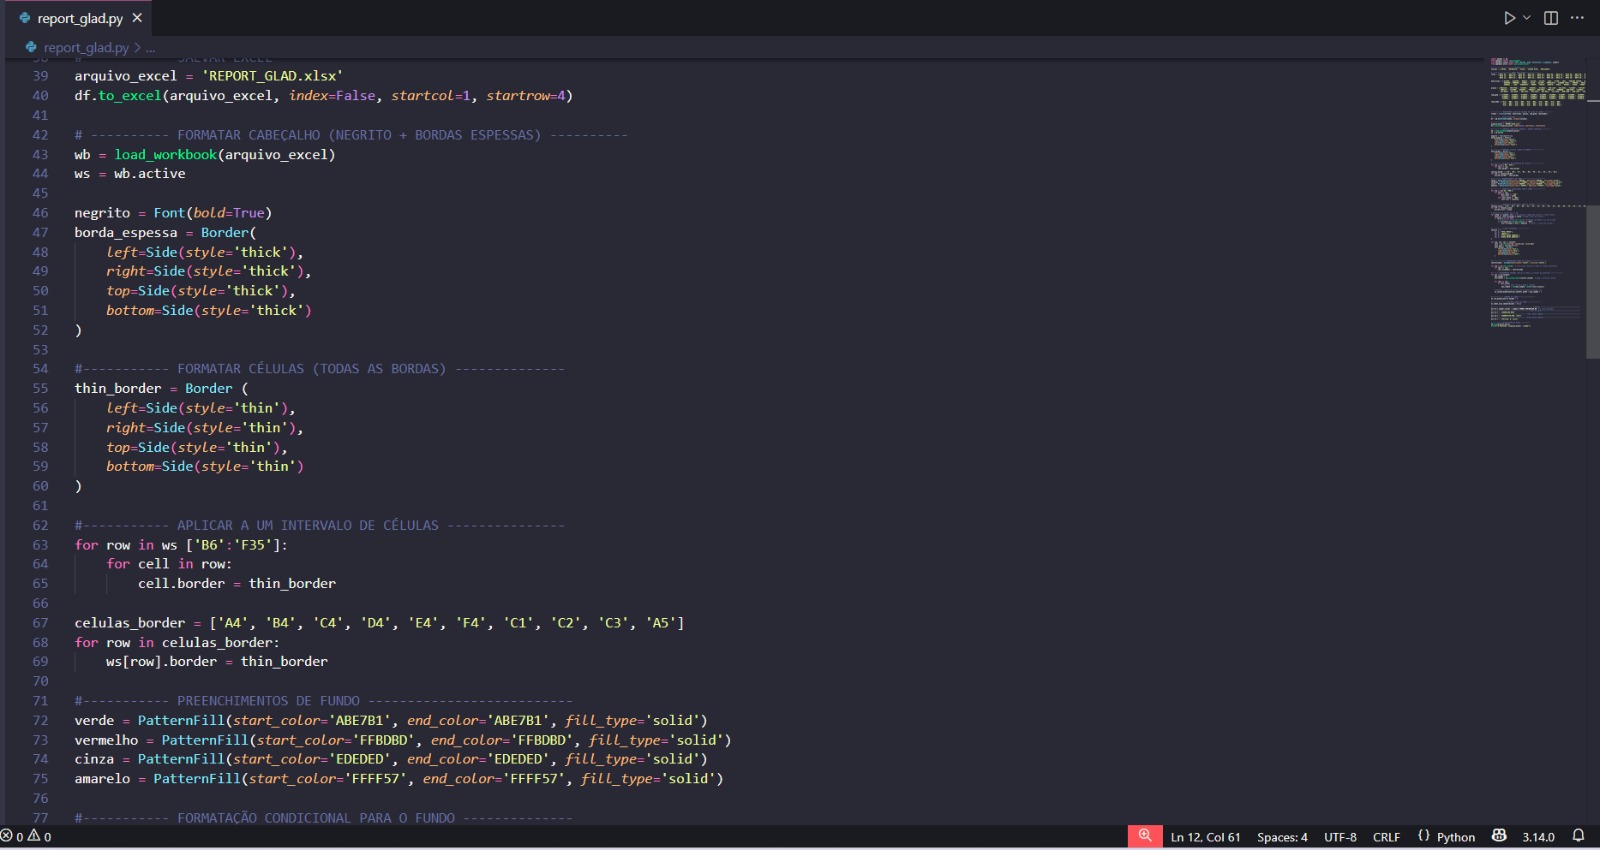 report_glad.py
report_glad.py > ...
39 arquivo_excel = 'REPORT_GLAD.xlsx'
40 df.to_excel(arquivo_excel, index=False, startcol=1, startrow=4)
41
42 # ---------- FORMATAR CABEÇALHO (NEGRITO + BORDAS ESPESSAS) ----------
43 wb = load_workbook(arquivo_excel)
44 ws = wb.active
45
46 negrito = Font(bold=True)
47 borda_espessa = Border(
48     left=Side(style='thick'),
49     right=Side(style='thick'),
50     top=Side(style='thick'),
51     bottom=Side(style='thick')
52 )
53
54 #----------- FORMATAR CÉLULAS (TODAS AS BORDAS) --------------
55 thin_border = Border (
56     left=Side(style='thin'),
57     right=Side(style='thin'),
58     top=Side(style='thin'),
59     bottom=Side(style='thin')
60 )
61
62 #----------- APLICAR A UM INTERVALO DE CÉLULAS ---------------
63 for row in ws ['B6':'F35']:
64     for cell in row:
65         cell.border = thin_border
66
67 celulas_border = ['A4', 'B4', 'C4', 'D4', 'E4', 'F4', 'C1', 'C2', 'C3', 'A5']
68 for row in celulas_border:
69     ws[row].border = thin_border
70
71 #----------- PREENCHIMENTOS DE FUNDO --------------------------
72 verde = PatternFill(start_color='ABE7B1', end_color='ABE7B1', fill_type='solid')
73 vermelho = PatternFill(start_color='FFBDBD', end_color='FFBDBD', fill_type='solid')
74 cinza = PatternFill(start_color='EDEDED', end_color='EDEDED', fill_type='solid')
75 amarelo = PatternFill(start_color='FFFF57', end_color='FFFF57', fill_type='solid')
76
77 #----------- FORMATAÇÃO CONDICIONAL PARA O FUNDO --------------
0 0 Ln 12, Col 61 Spaces: 4 UTF-8 CRLF {} Python 3.14.0